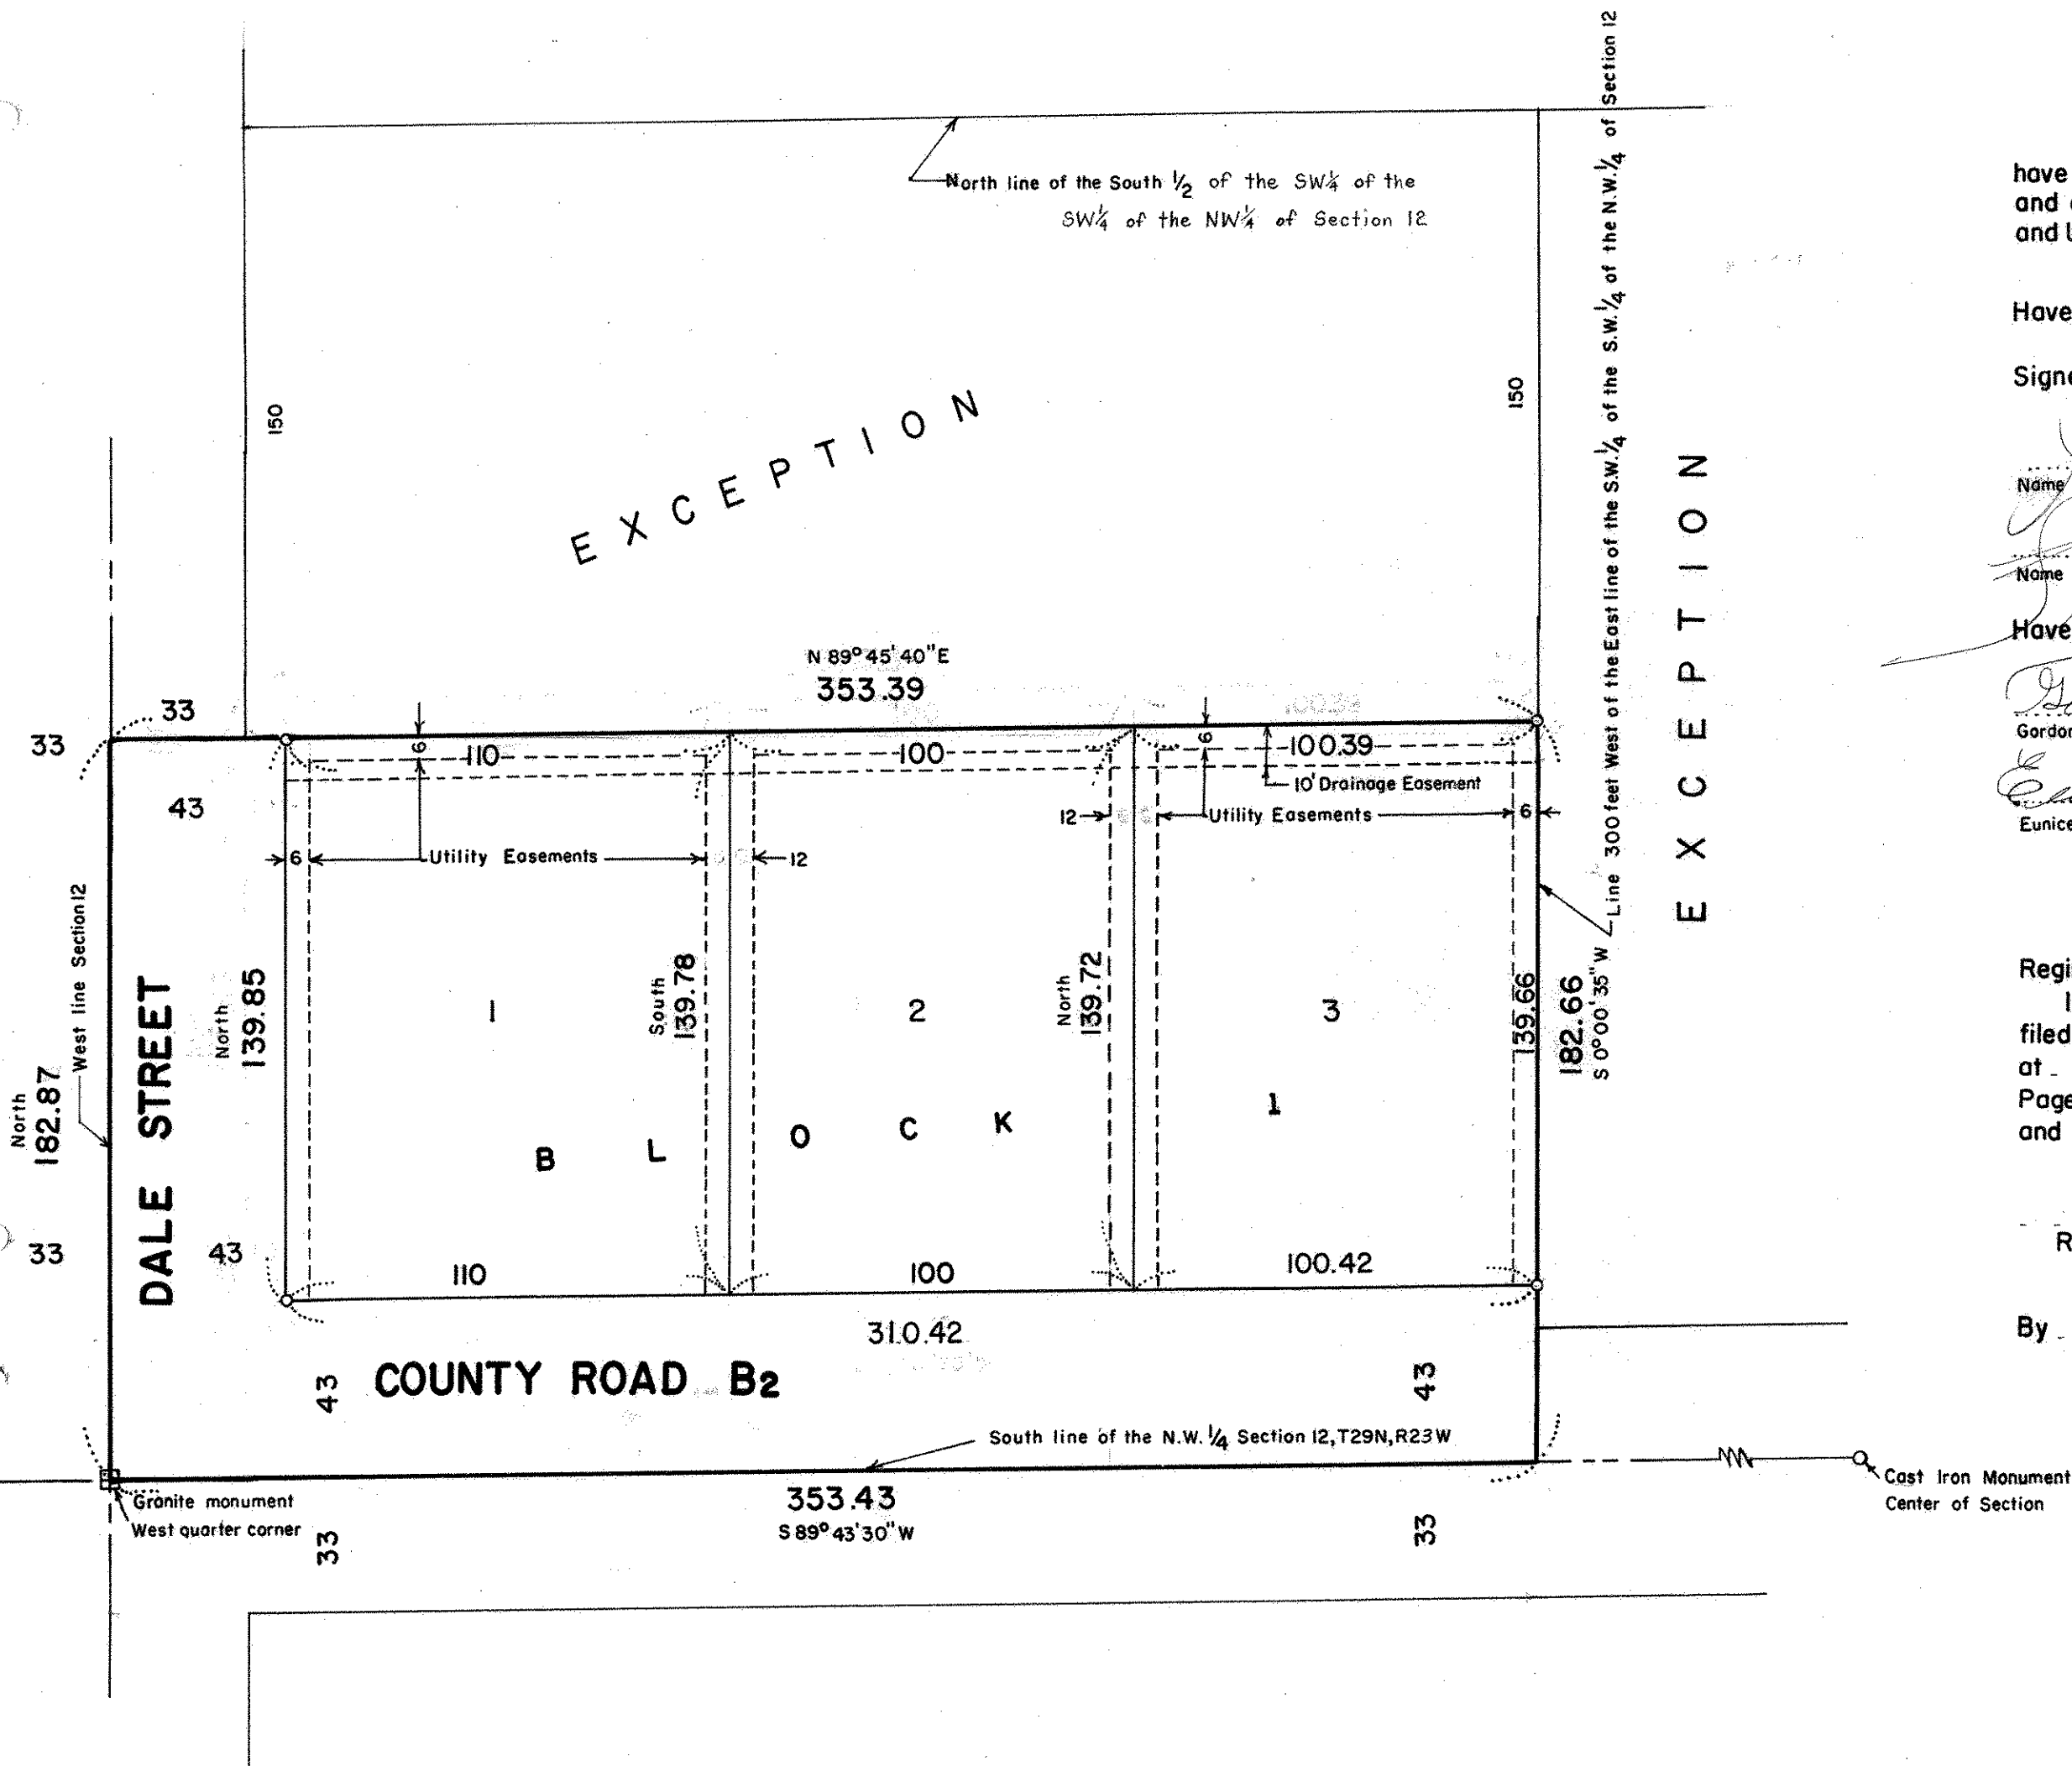 North line of the South 1/2 of the SW1/4 of the
SW1/4 of the NW1/4 of Section 12
150
150
EXCEPTION
Line 300 feet West of the East line of the S.W.1/4 of the S.W.1/4 of the N.W.1/4 of Section 12
EXCEPTION
N 89° 45' 40" E
353.39
33
33
43
6
110
100
6
100.39
10' Drainage Easement
12
Utility Easements
6
6
Utility Easements
12
West line Section 12
DALE STREET
North
182.87
North
139.85
1
South
139.78
2
North
139.72
3
139.66
182.66
S 0° 00' 35" W
BLOCK 1
33
43
110
100
100.42
310.42
43
COUNTY ROAD B2
43
South line of the N.W. 1/4 Section 12, T29N, R23W
353.43
S 89° 43' 30" W
Granite monument
West quarter corner
33
33
Cast Iron Monument
Center of Section
have
and
and
Have
Signe
Name
Name
Have
Gordon
Eunice
Regi
filed
at
Page
and
R
By